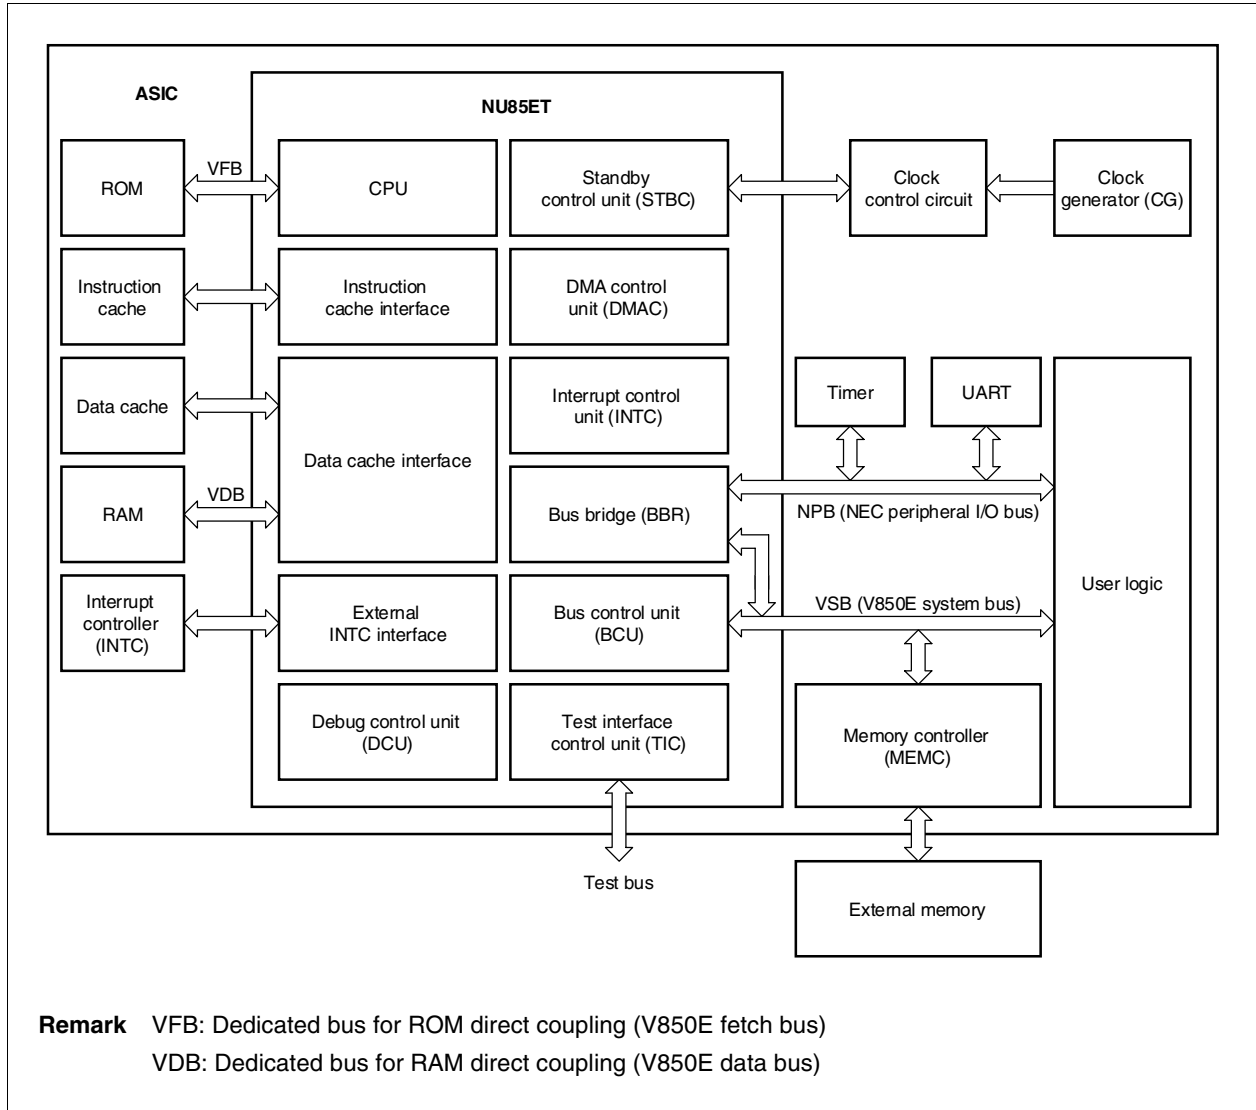 ASIC
NU85ET
ROM
VFB
CPU
Standby
control unit (STBC)
Clock
control circuit
Clock
generator (CG)
Instruction
cache
Instruction
cache interface
DMA control
unit (DMAC)
Data cache
Data cache interface
Interrupt control
unit (INTC)
Timer
UART
RAM
VDB
Bus bridge (BBR)
NPB (NEC peripheral I/O bus)
User logic
Interrupt
controller
(INTC)
External
INTC interface
Bus control unit
(BCU)
VSB (V850E system bus)
Debug control unit
(DCU)
Test interface
control unit (TIC)
Memory controller
(MEMC)
Test bus
External memory
Remark VFB: Dedicated bus for ROM direct coupling (V850E fetch bus)
VDB: Dedicated bus for RAM direct coupling (V850E data bus)